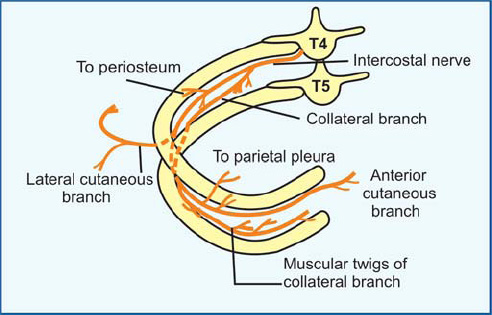 T4
Intercostal nerve
To periosteum
T5
Collateral branch
To parietal pleura
Lateral cutaneous
branch
Anterior
cutaneous
branch
Muscular twigs of
collateral branch